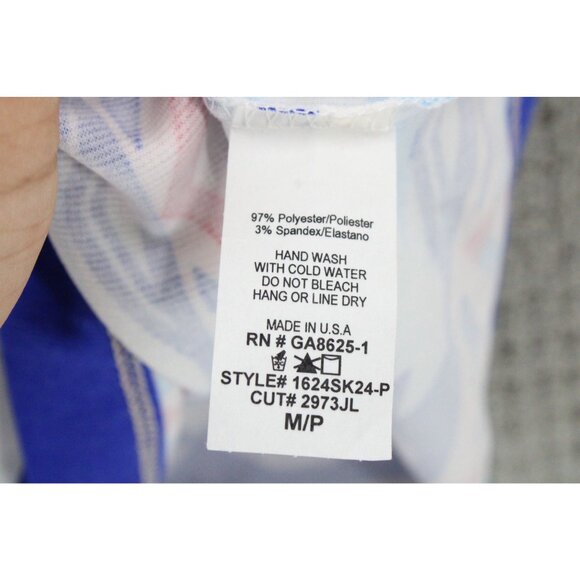 97% Polyester/Poliester
3% Spandex/Elastano
HAND WASH
WITH COLD WATER
DO NOT BLEACH
HANG OR LINE DRY
MADE IN U.S.A
RN # GA8625-1
STYLE# 1624SK24-P
CUT# 2973JL
M/P